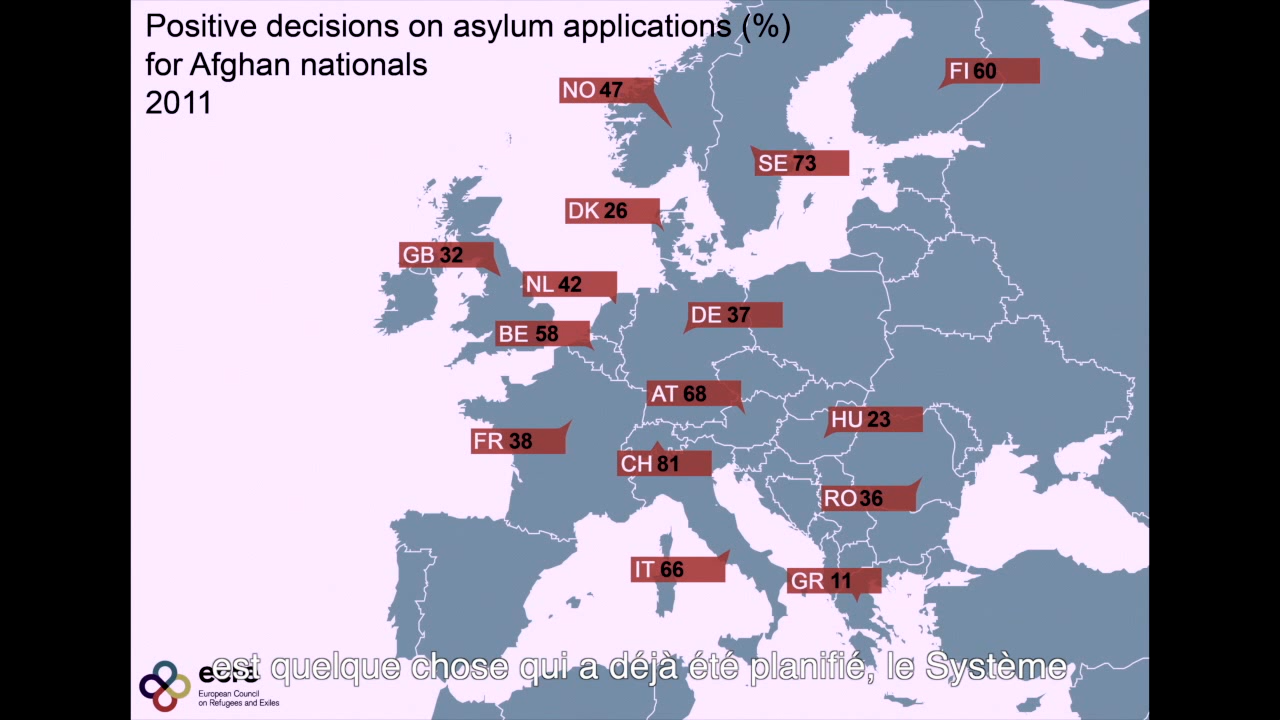 Positive decisions on asylum applications (%)
for Afghan nationals
2011
FI 60
NO 47
SE 73
DK 26
GB 32
NL 42
DE 37
BE 58
AT 68
HU 23
FR 38
CH 81
RO 36
IT 66
GR 11
est quelque chose qui a déjà été planifié, le Système
ecre
European Council
on Refugees and Exiles